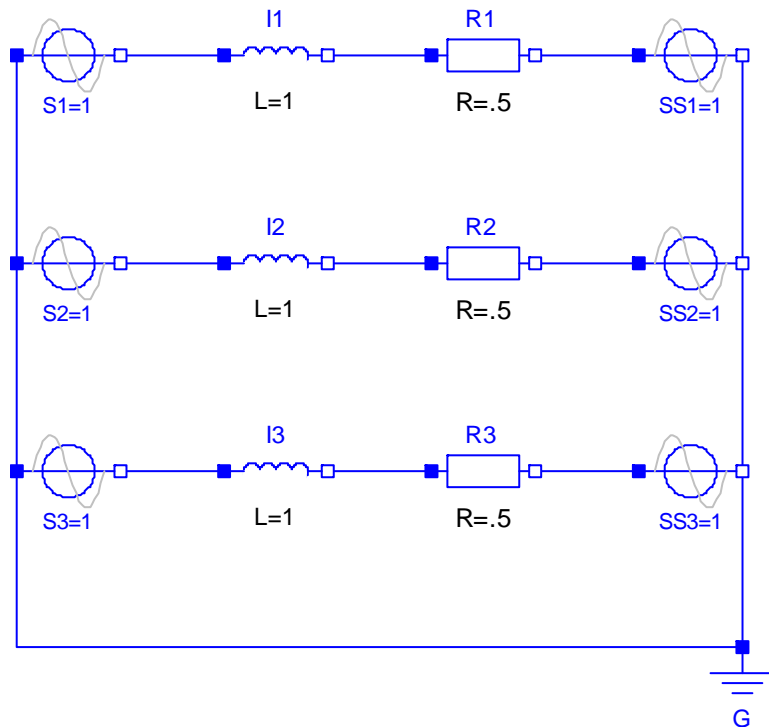 I1 R1
S1=1 L=1 R=.5 SS1=1
I2 R2
S2=1 L=1 R=.5 SS2=1
I3 R3
S3=1 L=1 R=.5 SS3=1
G